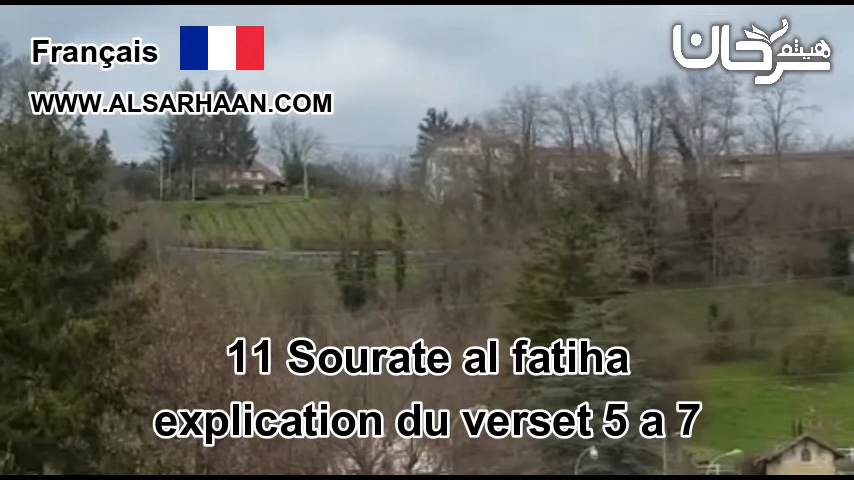 Français
هيثم سرحان
WWW.ALSARHAAN.COM
11 Sourate al fatiha
explication du verset 5 a 7